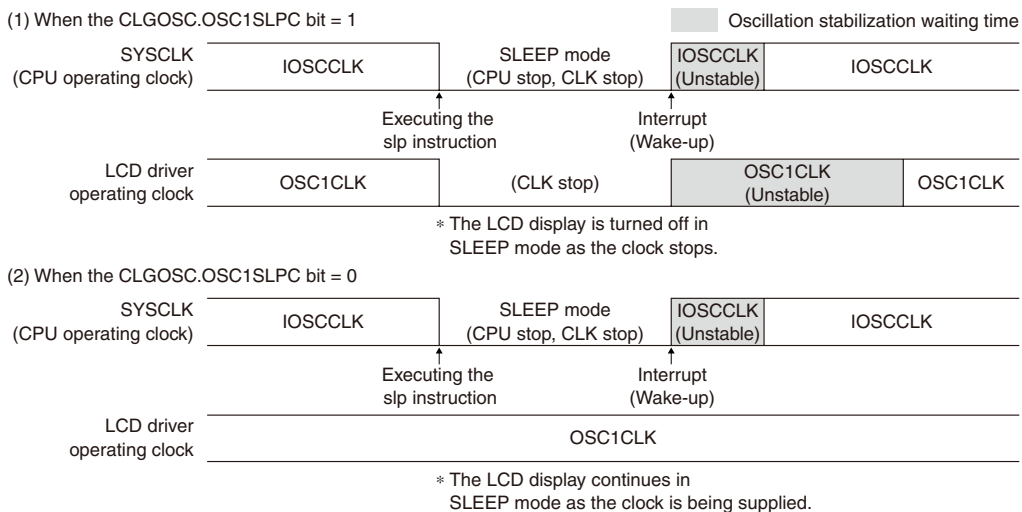 (1) When the CLGOSC.OSC1SLPC bit = 1
Oscillation stabilization waiting time
SYSCLK
(CPU operating clock)
IOSCCLK
SLEEP mode
(CPU stop, CLK stop)
IOSCCLK
(Unstable)
IOSCCLK
Executing the
slp instruction
Interrupt
(Wake-up)
LCD driver
operating clock
OSC1CLK
(CLK stop)
OSC1CLK
(Unstable)
OSC1CLK
* The LCD display is turned off in
SLEEP mode as the clock stops.
(2) When the CLGOSC.OSC1SLPC bit = 0
SYSCLK
(CPU operating clock)
IOSCCLK
SLEEP mode
(CPU stop, CLK stop)
IOSCCLK
(Unstable)
IOSCCLK
Executing the
slp instruction
Interrupt
(Wake-up)
LCD driver
operating clock
OSC1CLK
* The LCD display continues in
SLEEP mode as the clock is being supplied.